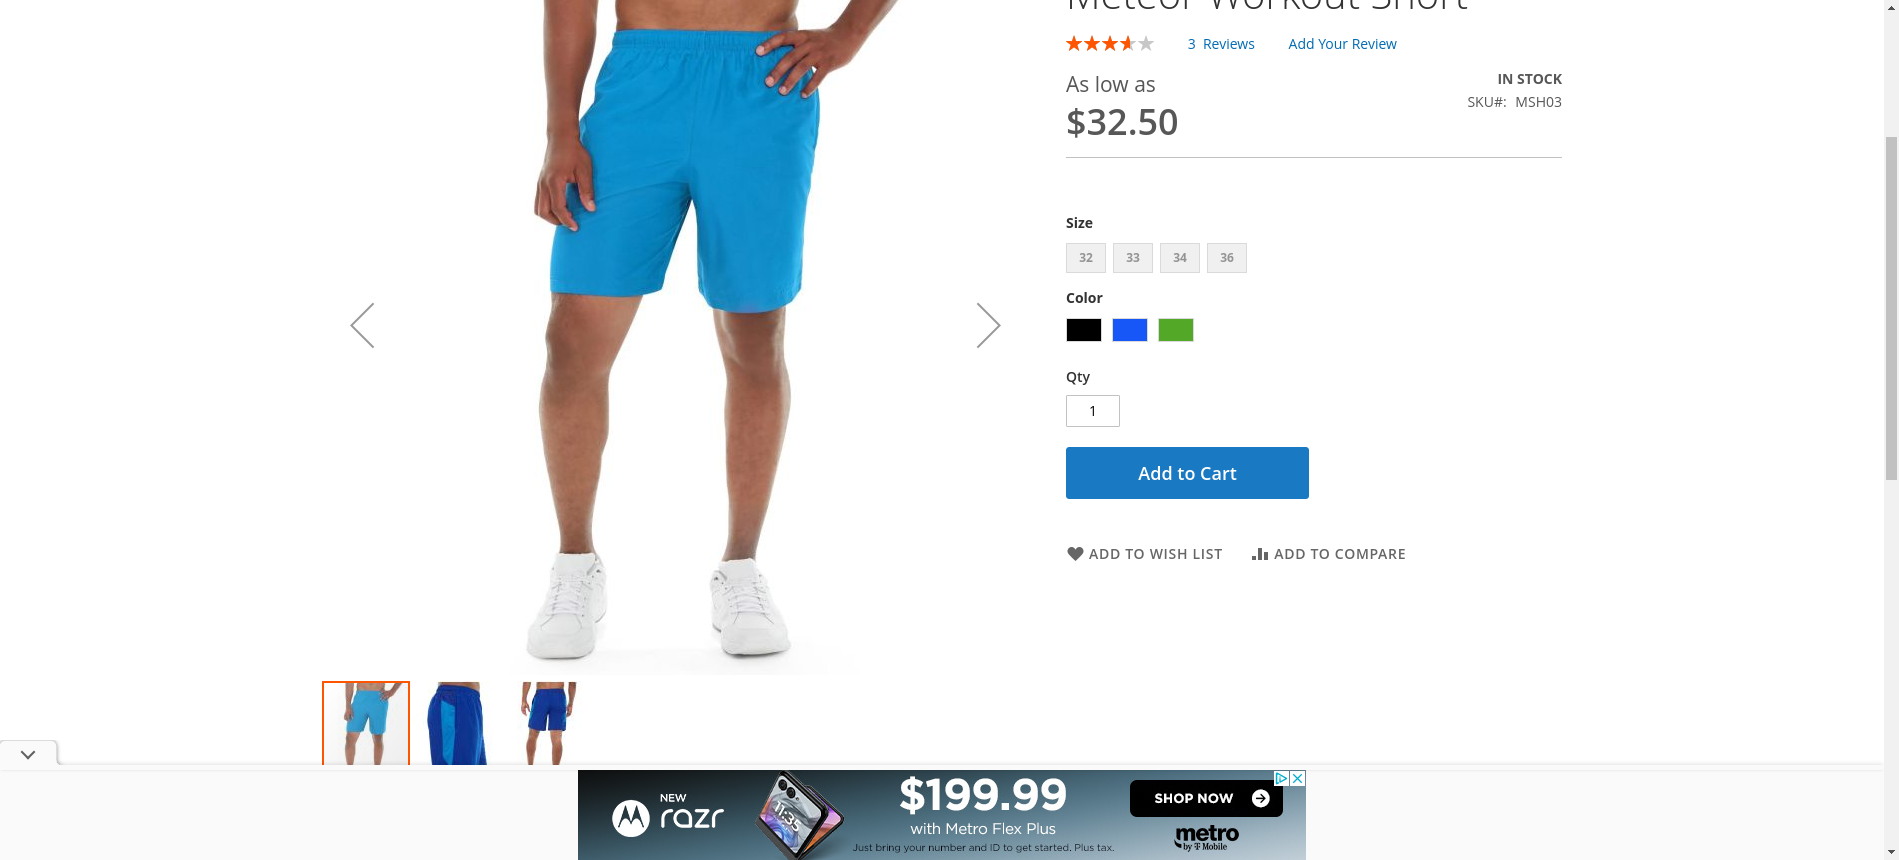 Meteor Workout Short
3 Reviews
Add Your Review
As low as
$32.50
IN STOCK
SKU#: MSH03
Size
32 33 34 36
Color
Qty
1
Add to Cart
ADD TO WISH LIST
ADD TO COMPARE
NEW
razr
11:35
$199.99
with Metro Flex Plus
Just bring your number and ID to get started. Plus tax.
SHOP NOW
metro
by T Mobile